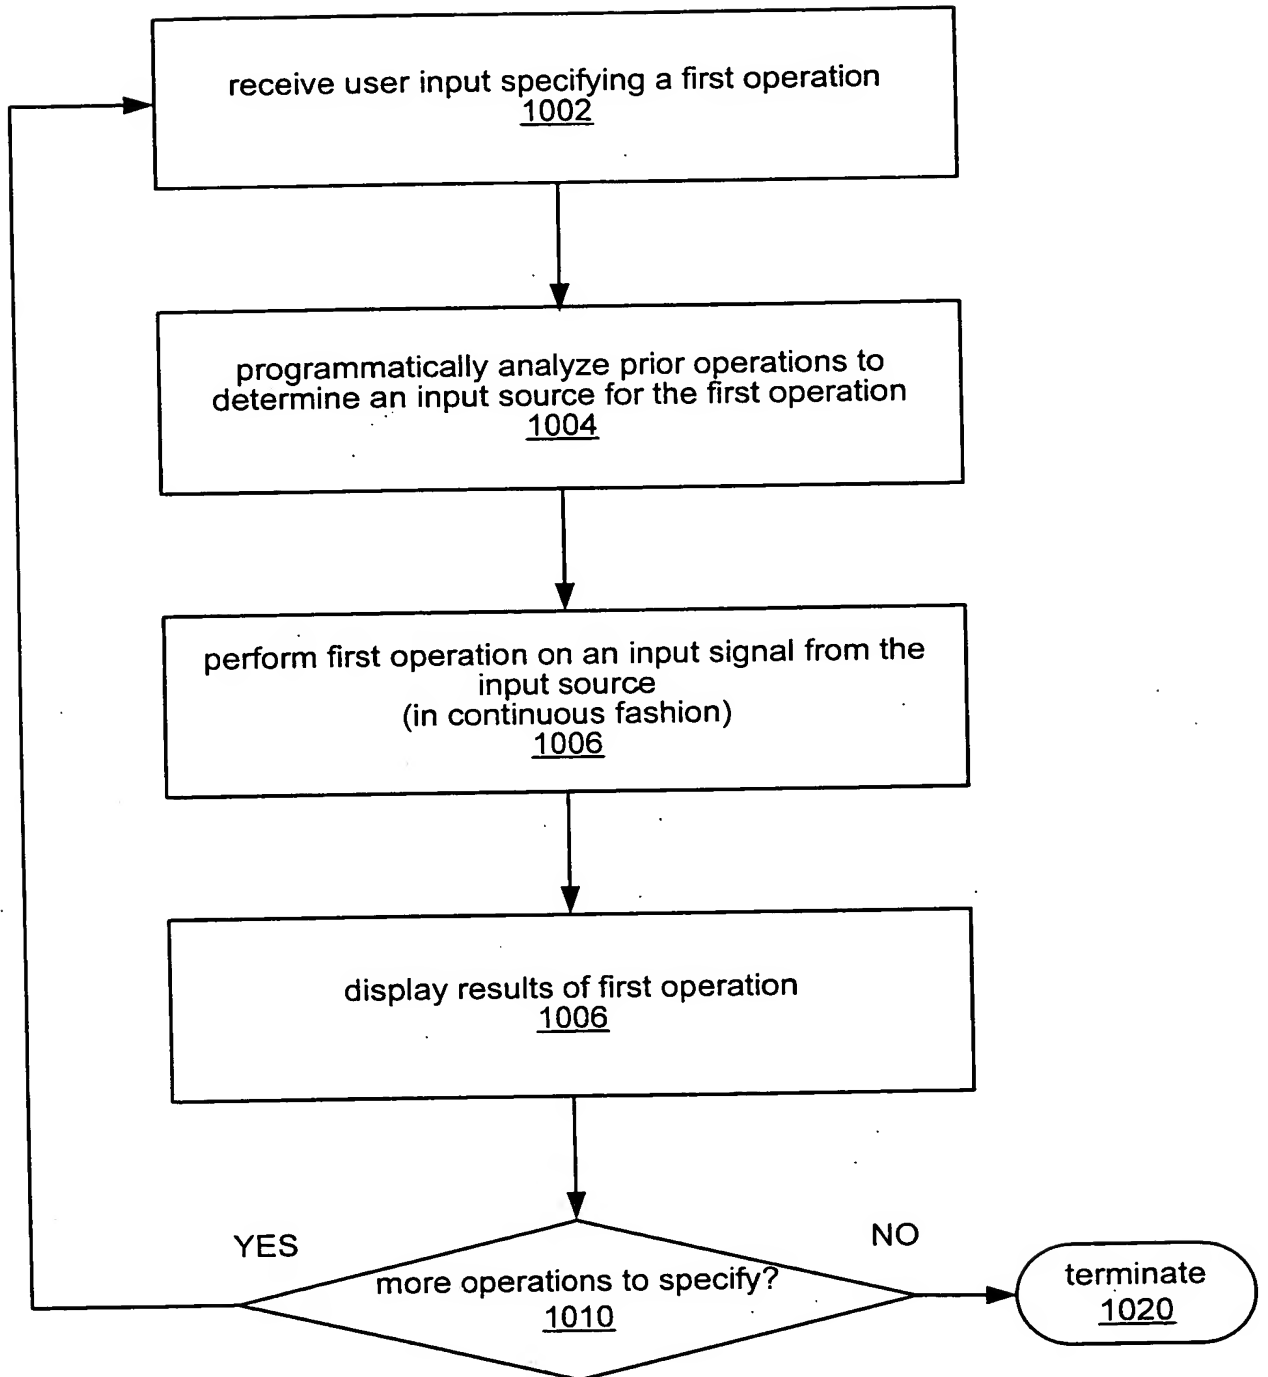 receive user input specifying a first operation
1002
programmatically analyze prior operations to
determine an input source for the first operation
1004
perform first operation on an input signal from the
input source
(in continuous fashion)
1006
display results of first operation
1006
YES
NO
more operations to specify?
1010
terminate
1020